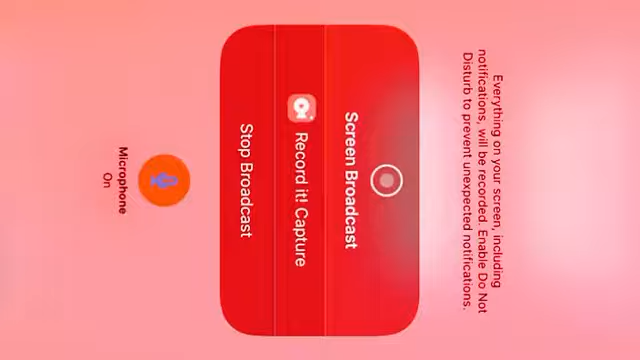 Everything on your screen, including
notifications, will be recorded. Enable Do Not
Disturb to prevent unexpected notifications.
Screen Broadcast
Record it! Capture
Stop Broadcast
Microphone
On